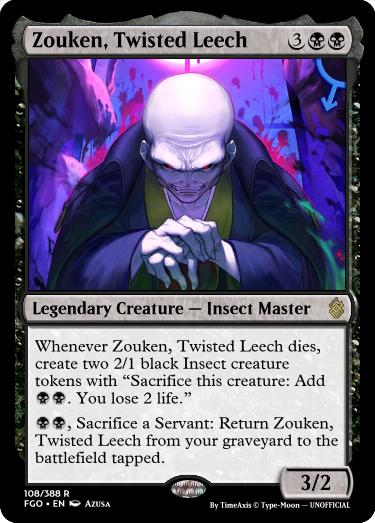 Zouken, Twisted Leech 3
Legendary Creature — Insect Master
Whenever Zouken, Twisted Leech dies,
create two 2/1 black Insect creature
tokens with “Sacrifice this creature: Add
. You lose 2 life.”
, Sacrifice a Servant: Return Zouken,
Twisted Leech from your graveyard to the
battlefield tapped.
3/2
108/388 R
FGO • EN Azusa
By TimeAxis © Type-Moon — UNOFFICIAL